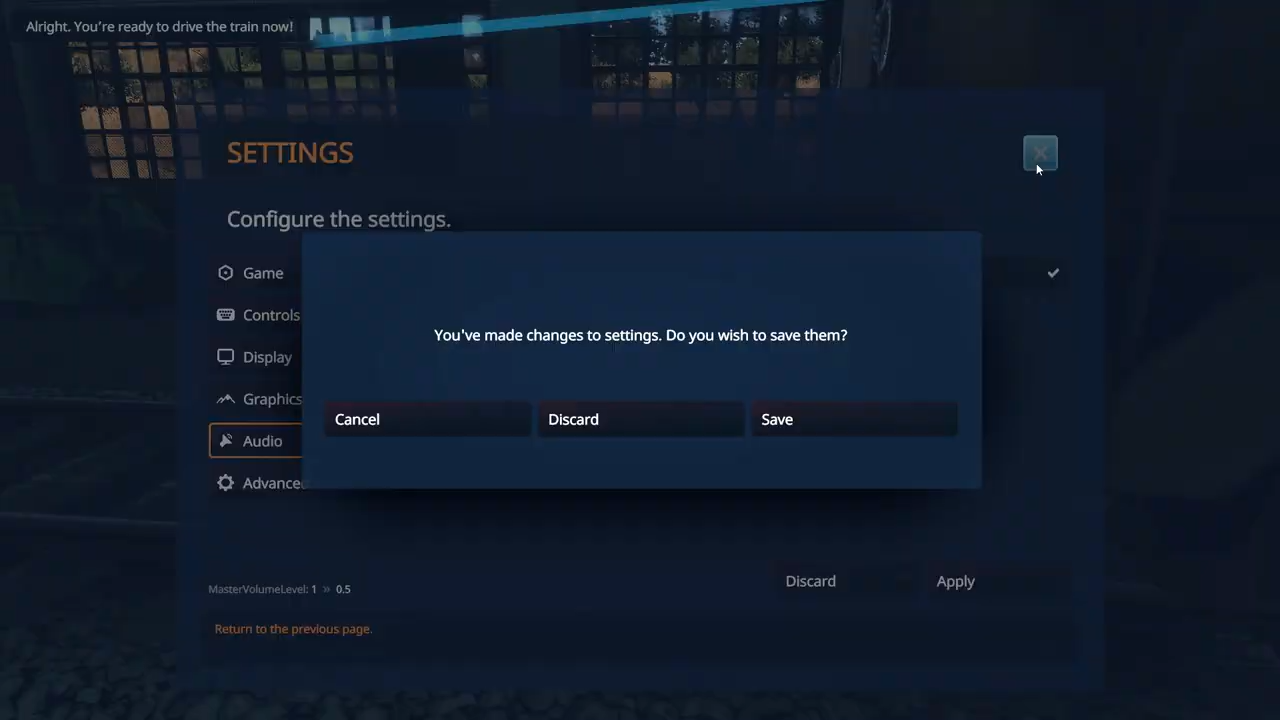 Alright. You're ready to drive the train now!
SETTINGS
Configure the settings.
Game
Controls
Display
Graphics
Audio
Advance
You've made changes to settings. Do you wish to save them?
Cancel
Discard
Save
MasterVolumeLevel: 1 » 0.5
Discard
Apply
Return to the previous page.